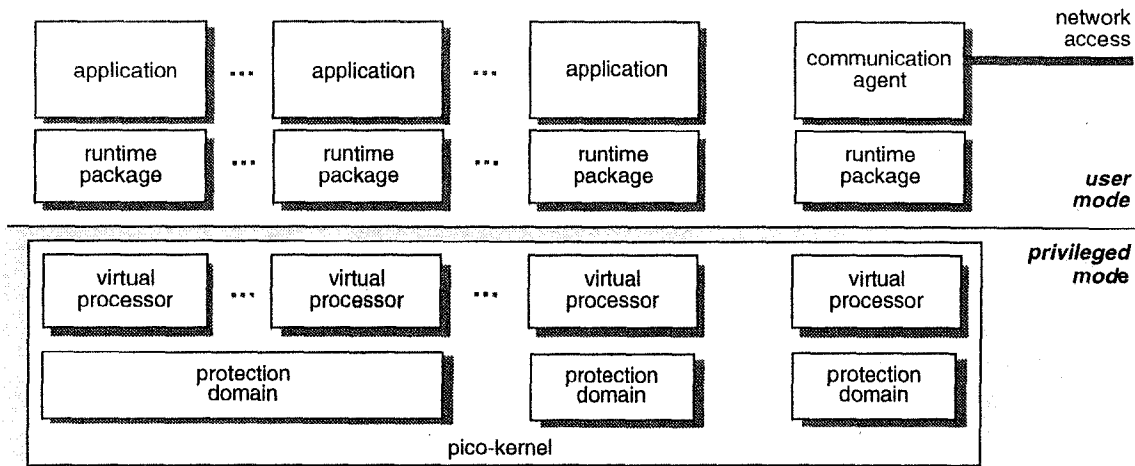 network
access
application
...
application
...
application
communication
agent
runtime
package
...
runtime
package
...
runtime
package
runtime
package
user
mode
privileged
mode
virtual
processor
...
virtual
processor
...
virtual
processor
virtual
processor
protection
domain
protection
domain
protection
domain
pico-kernel